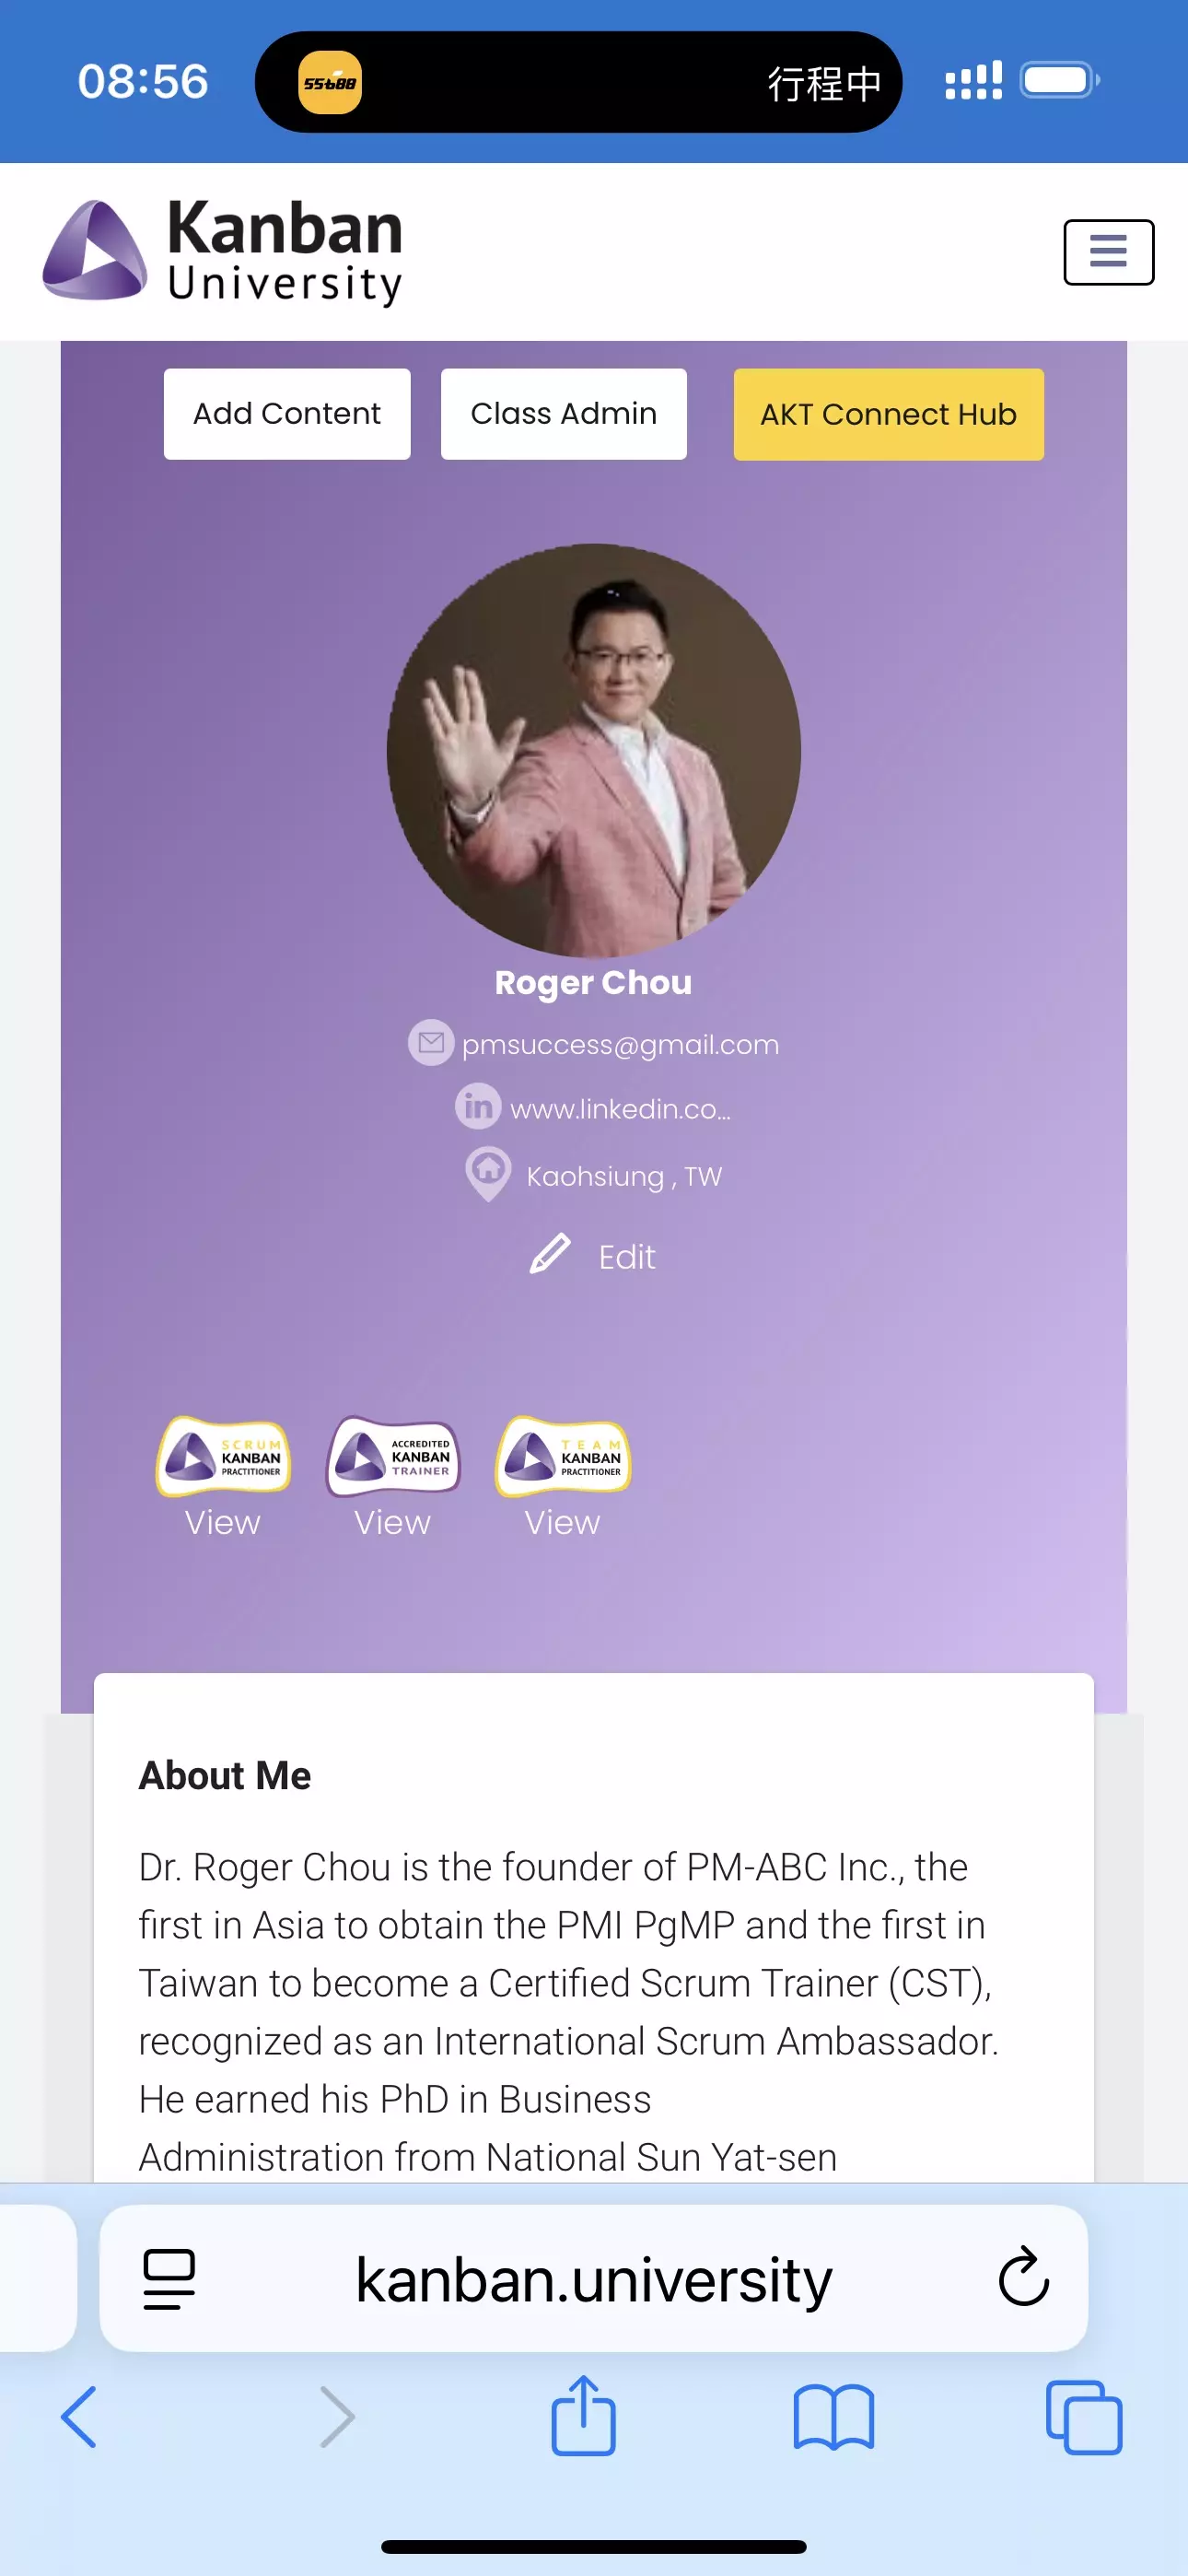 08:56
55688
行程中
Kanban
University
Add Content
Class Admin
AKT Connect Hub
Roger Chou
pmsuccess@gmail.com
in
www.linkedin.co...
Kaohsiung , TW
Edit
SCRUM
KANBAN
PRACTITIONER
ACCREDITED
KANBAN
TRAINER
TEAM
KANBAN
PRACTITIONER
View
View
View
About Me
Dr. Roger Chou is the founder of PM-ABC Inc., the
first in Asia to obtain the PMI PgMP and the first in
Taiwan to become a Certified Scrum Trainer (CST),
recognized as an International Scrum Ambassador.
He earned his PhD in Business
Administration from National Sun Yat-sen
kanban.university